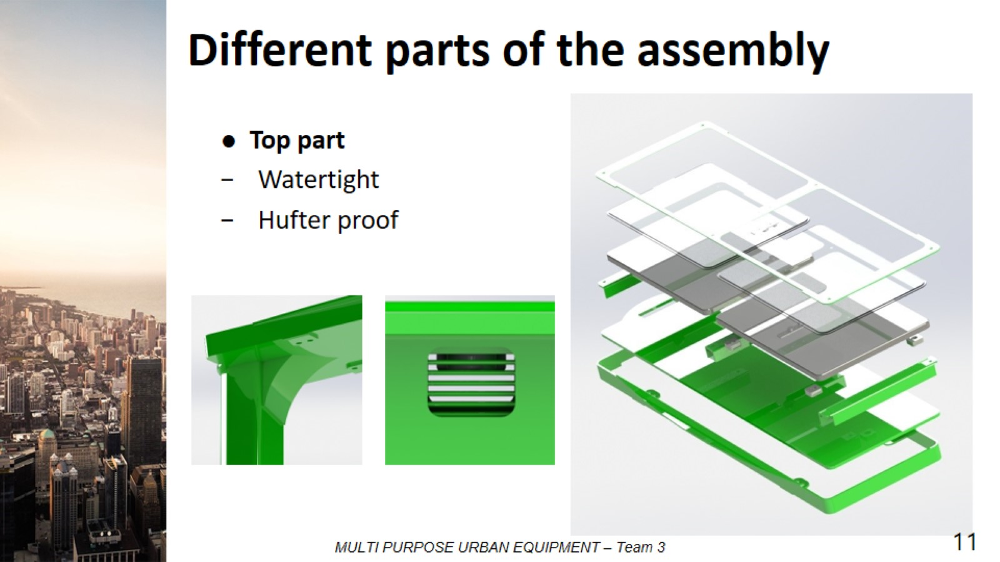 Different parts of the assembly
● Top part
– Watertight
– Hufter proof
MULTI PURPOSE URBAN EQUIPMENT – Team 3
11